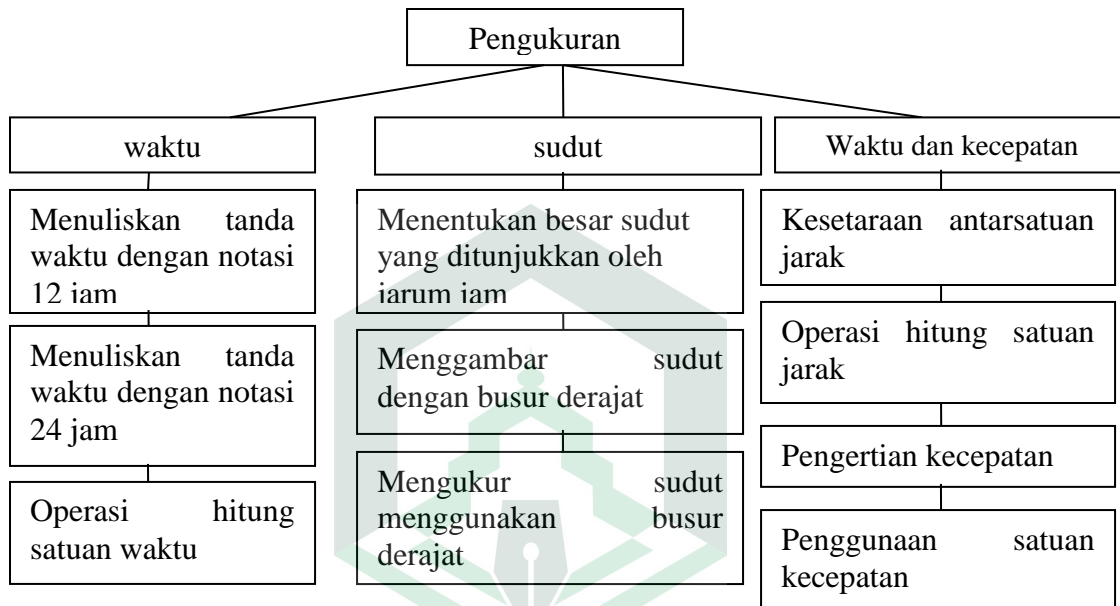 Pengukuran
waktu
Menuliskan tanda
waktu dengan notasi
12 jam
Menuliskan tanda
waktu dengan notasi
24 jam
Operasi hitung
satuan waktu
sudut
Menentukan besar sudut
yang ditunjukkan oleh
jarum jam
Menggambar sudut
dengan busur derajat
Mengukur sudut
menggunakan busur
derajat
Waktu dan kecepatan
Kesetaraan antarsatuan
jarak
Operasi hitung satuan
jarak
Pengertian kecepatan
Penggunaan satuan
kecepatan